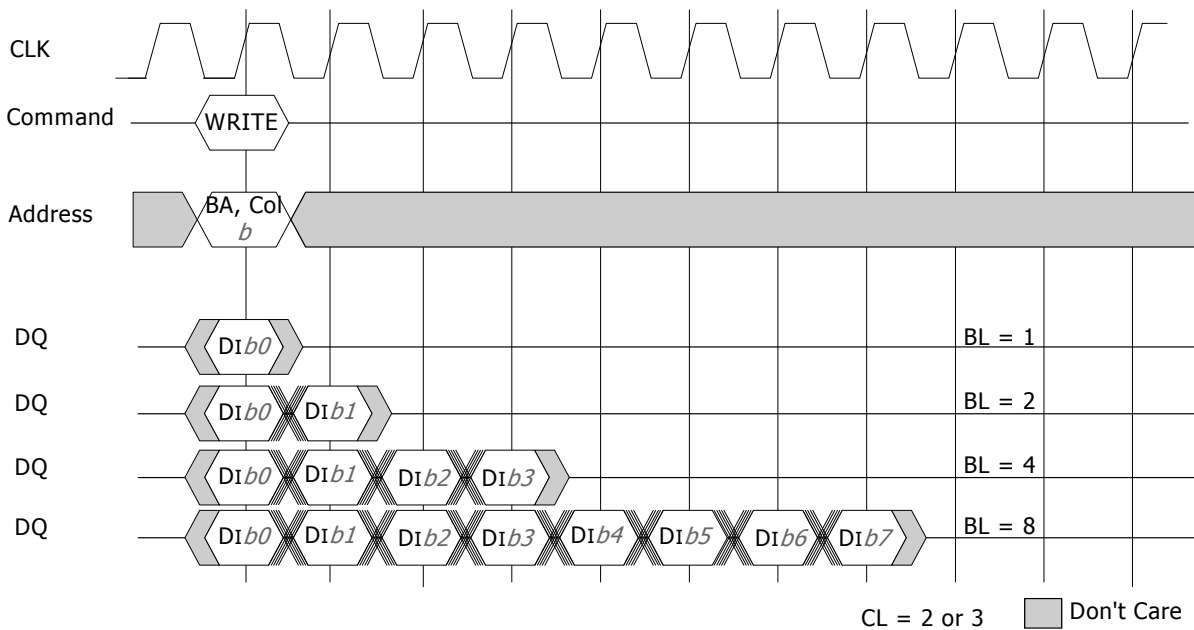 CLK
Command WRITE
Address BA, Col
b
DQ DIb0 BL = 1
DQ DIb0 DIb1 BL = 2
DQ DIb0 DIb1 DIb2 DIb3 BL = 4
DQ DIb0 DIb1 DIb2 DIb3 DIb4 DIb5 DIb6 DIb7 BL = 8
CL = 2 or 3 Don't Care